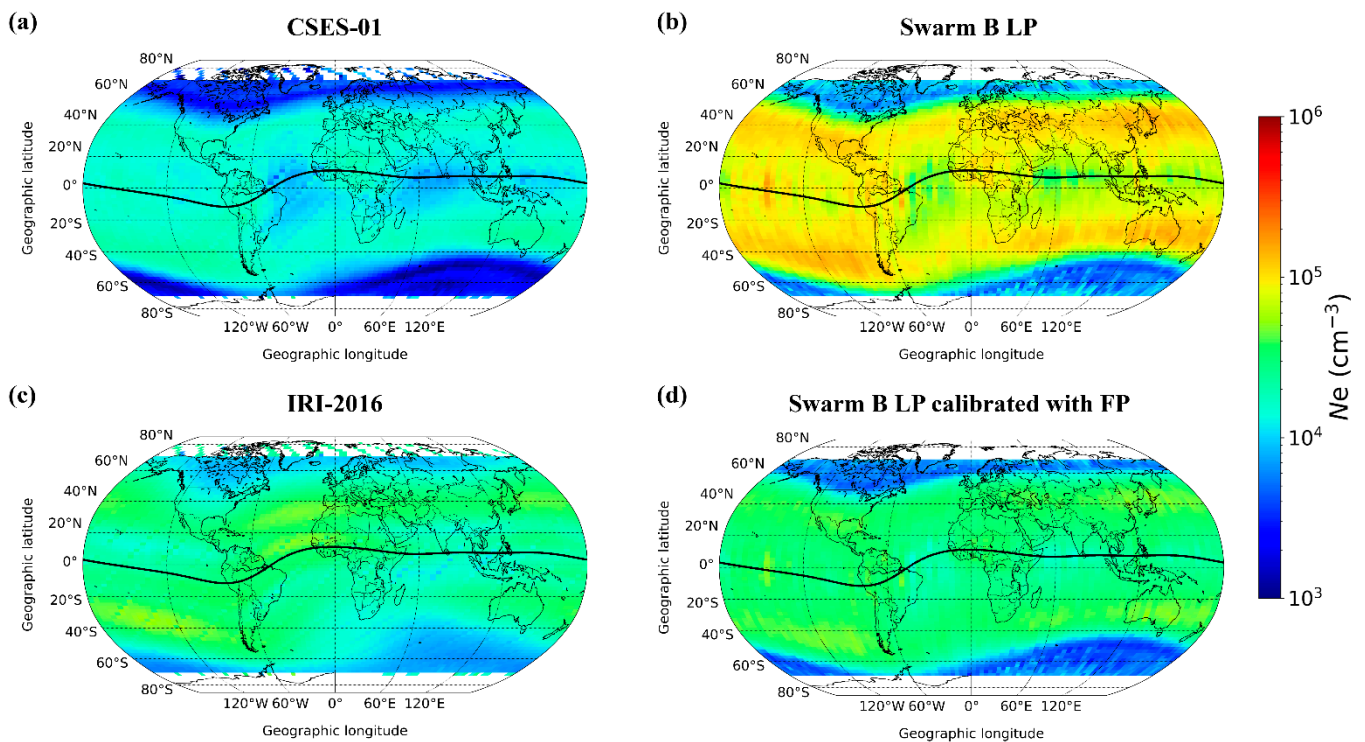 (a)
CSES-01
80°N
60°N
40°N
20°N
0°
20°S
40°S
60°S
80°S
Geographic latitude
120°W 60°W 0° 60°E 120°E
Geographic longitude
(b)
Swarm B LP
80°N
60°N
40°N
20°N
0°
20°S
40°S
60°S
80°S
Geographic latitude
120°W 60°W 0° 60°E 120°E
Geographic longitude
(c)
IRI-2016
80°N
60°N
40°N
20°N
0°
20°S
40°S
60°S
80°S
Geographic latitude
120°W 60°W 0° 60°E 120°E
Geographic longitude
(d)
Swarm B LP calibrated with FP
80°N
60°N
40°N
20°N
0°
20°S
40°S
60°S
80°S
Geographic latitude
120°W 60°W 0° 60°E 120°E
Geographic longitude
10⁶
10⁵
10⁴
10³
Ne (cm⁻³)